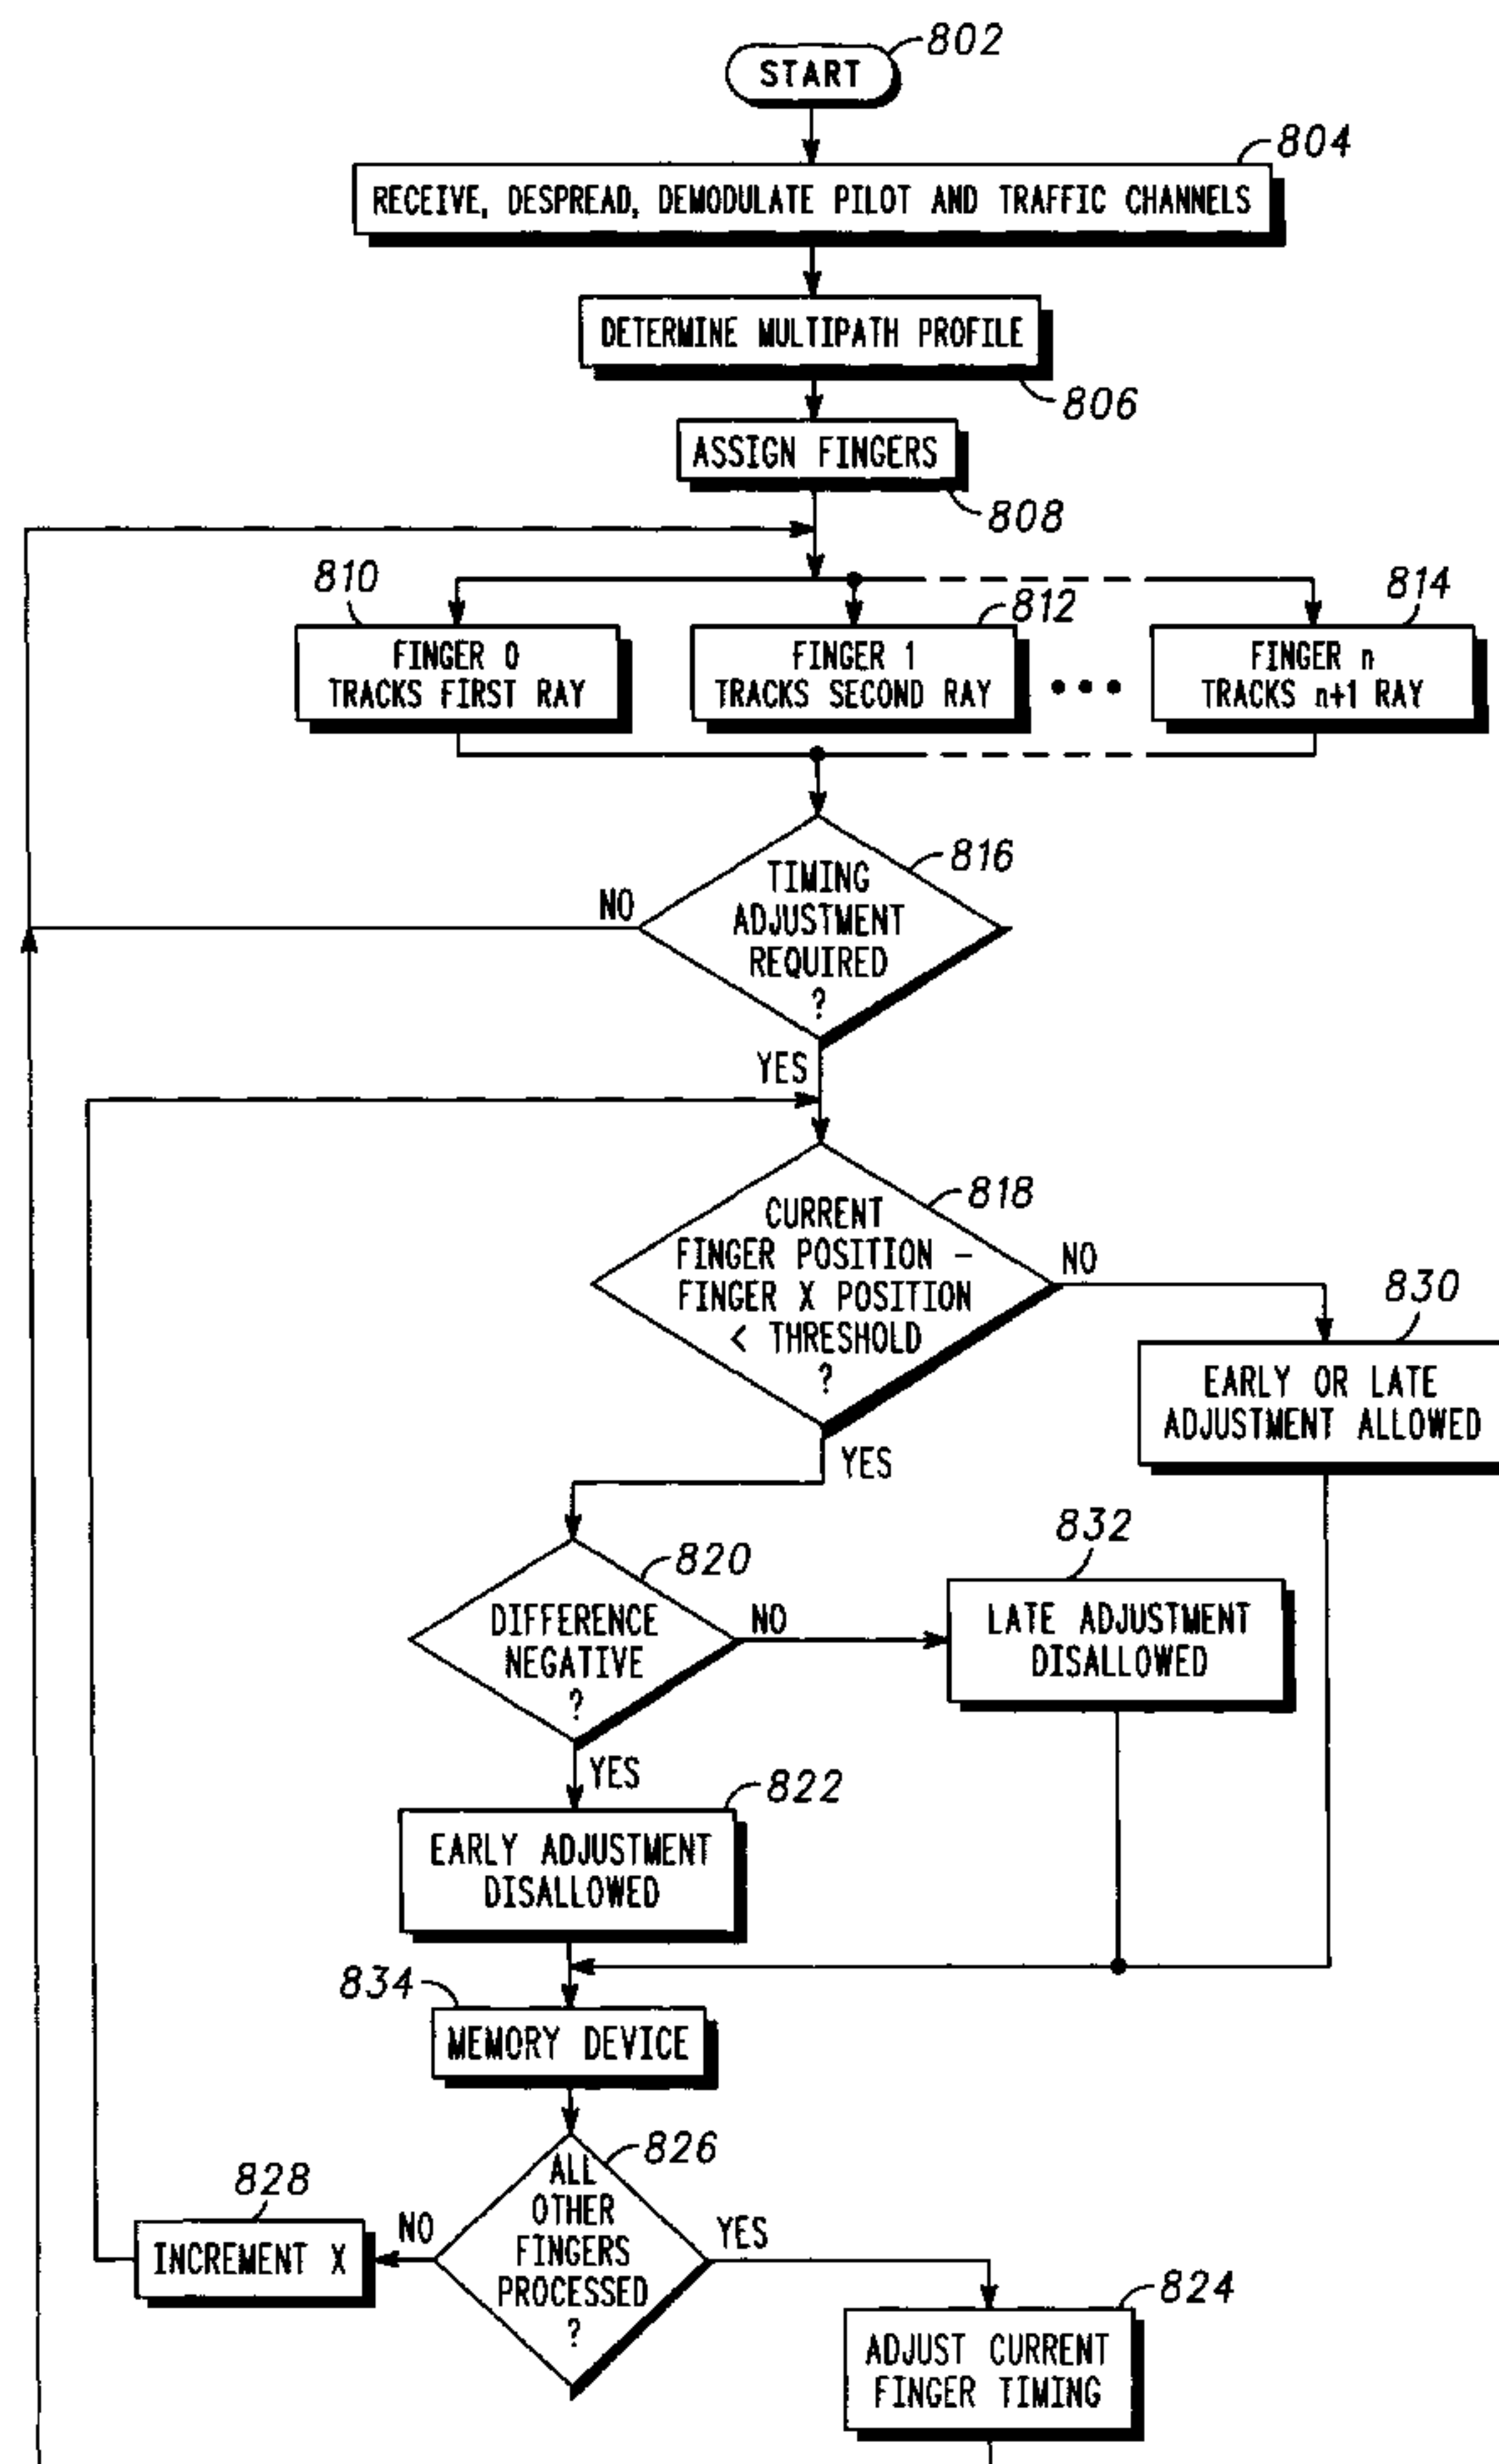 802
START
804
RECEIVE, DESPREAD, DEMODULATE PILOT AND TRAFFIC CHANNELS
DETERMINE MULTIPATH PROFILE
806
ASSIGN FINGERS
808
810
812
814
FINGER 0
TRACKS FIRST RAY
FINGER 1
TRACKS SECOND RAY
• • •
FINGER n
TRACKS n+1 RAY
816
TIMING
ADJUSTMENT
REQUIRED
?
NO
YES
818
CURRENT
FINGER POSITION –
FINGER X POSITION
< THRESHOLD
?
NO
YES
830
EARLY OR LATE
ADJUSTMENT ALLOWED
820
DIFFERENCE
NEGATIVE
?
NO
YES
832
LATE ADJUSTMENT
DISALLOWED
822
EARLY ADJUSTMENT
DISALLOWED
834
MEMORY DEVICE
826
ALL
OTHER
FINGERS
PROCESSED
?
NO
YES
828
INCREMENT X
824
ADJUST CURRENT
FINGER TIMING